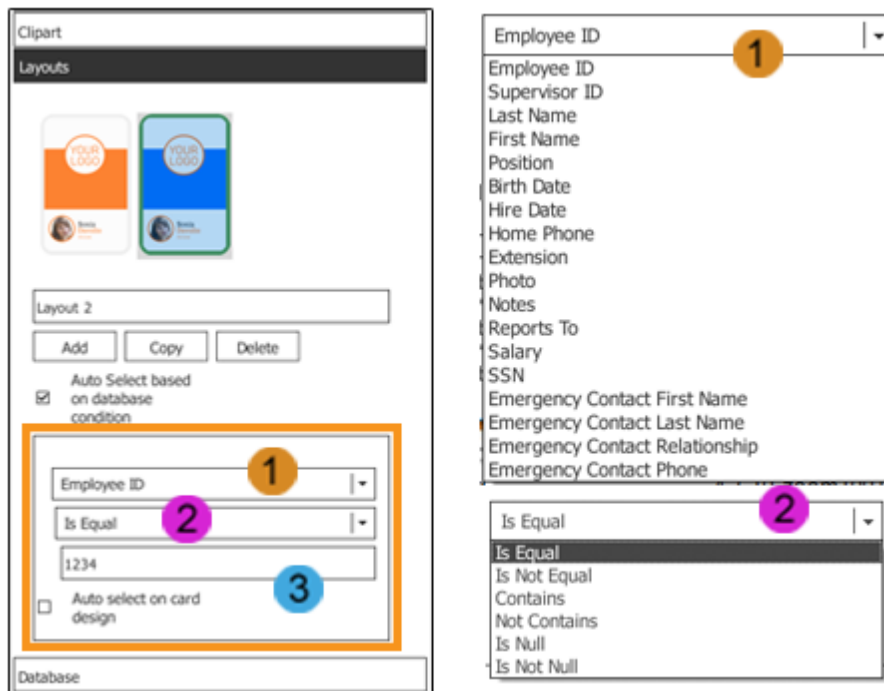 Clipart
Layouts
YOUR
LOGO
YOUR
LOGO
Layout 2
Add
Copy
Delete
Auto Select based
on database
condition
1
Employee ID
Is Equal
2
1234
3
Auto select on card
design
Database
Employee ID
1
Employee ID
Supervisor ID
Last Name
First Name
Position
Birth Date
Hire Date
Home Phone
Extension
Photo
Notes
Reports To
Salary
SSN
Emergency Contact First Name
Emergency Contact Last Name
Emergency Contact Relationship
Emergency Contact Phone
Is Equal
2
Is Equal
Is Not Equal
Contains
Not Contains
Is Null
Is Not Null